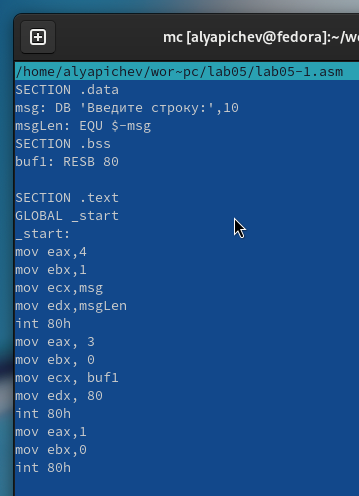 mc [alyapichev@fedora]:~/wo
/home/alyapichev/wor~pc/lab05/lab05-1.asm
SECTION .data
msg: DB 'Введите строку:',10
msgLen: EQU $-msg
SECTION .bss
buf1: RESB 80
SECTION .text
GLOBAL _start
_start:
mov eax,4
mov ebx,1
mov ecx,msg
mov edx,msgLen
int 80h
mov eax, 3
mov ebx, 0
mov ecx, buf1
mov edx, 80
int 80h
mov eax,1
mov ebx,0
int 80h